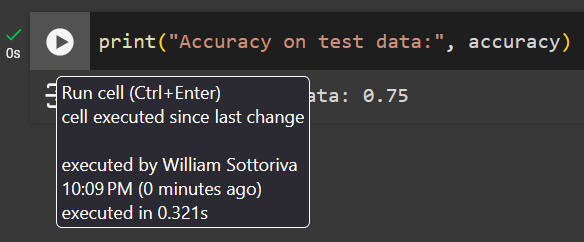 print("Accuracy on test data:", accuracy)
0s
Run cell (Ctrl+Enter)
cell executed since last change
ata: 0.75
executed by William Sottoriva
10:09 PM (0 minutes ago)
executed in 0.321s